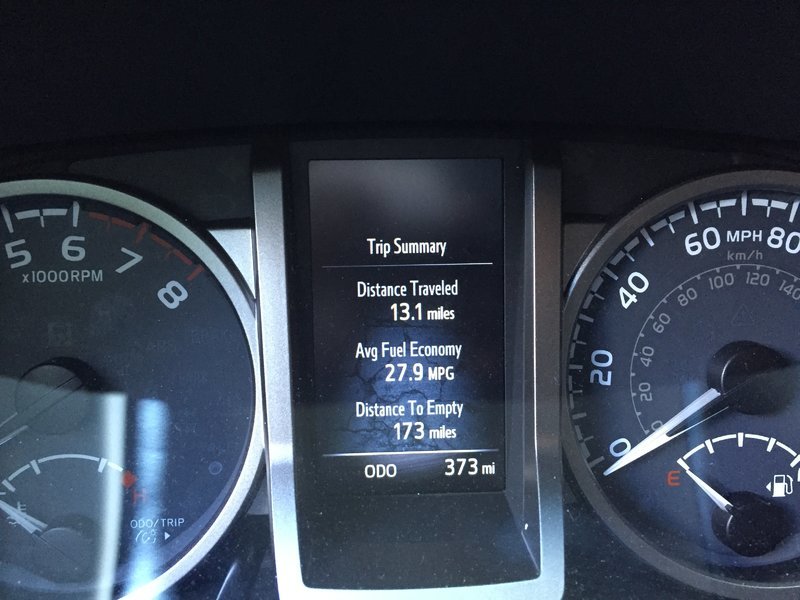 5 6 7 8
x1000RPM
H
ODO/TRIP
Trip Summary
Distance Traveled
13.1 miles
Avg Fuel Economy
27.9 MPG
Distance To Empty
173 miles
ODO 373 mi
0 20 40 60 MPH 80
km/h
0 20 40 60 80 100 120 140
E